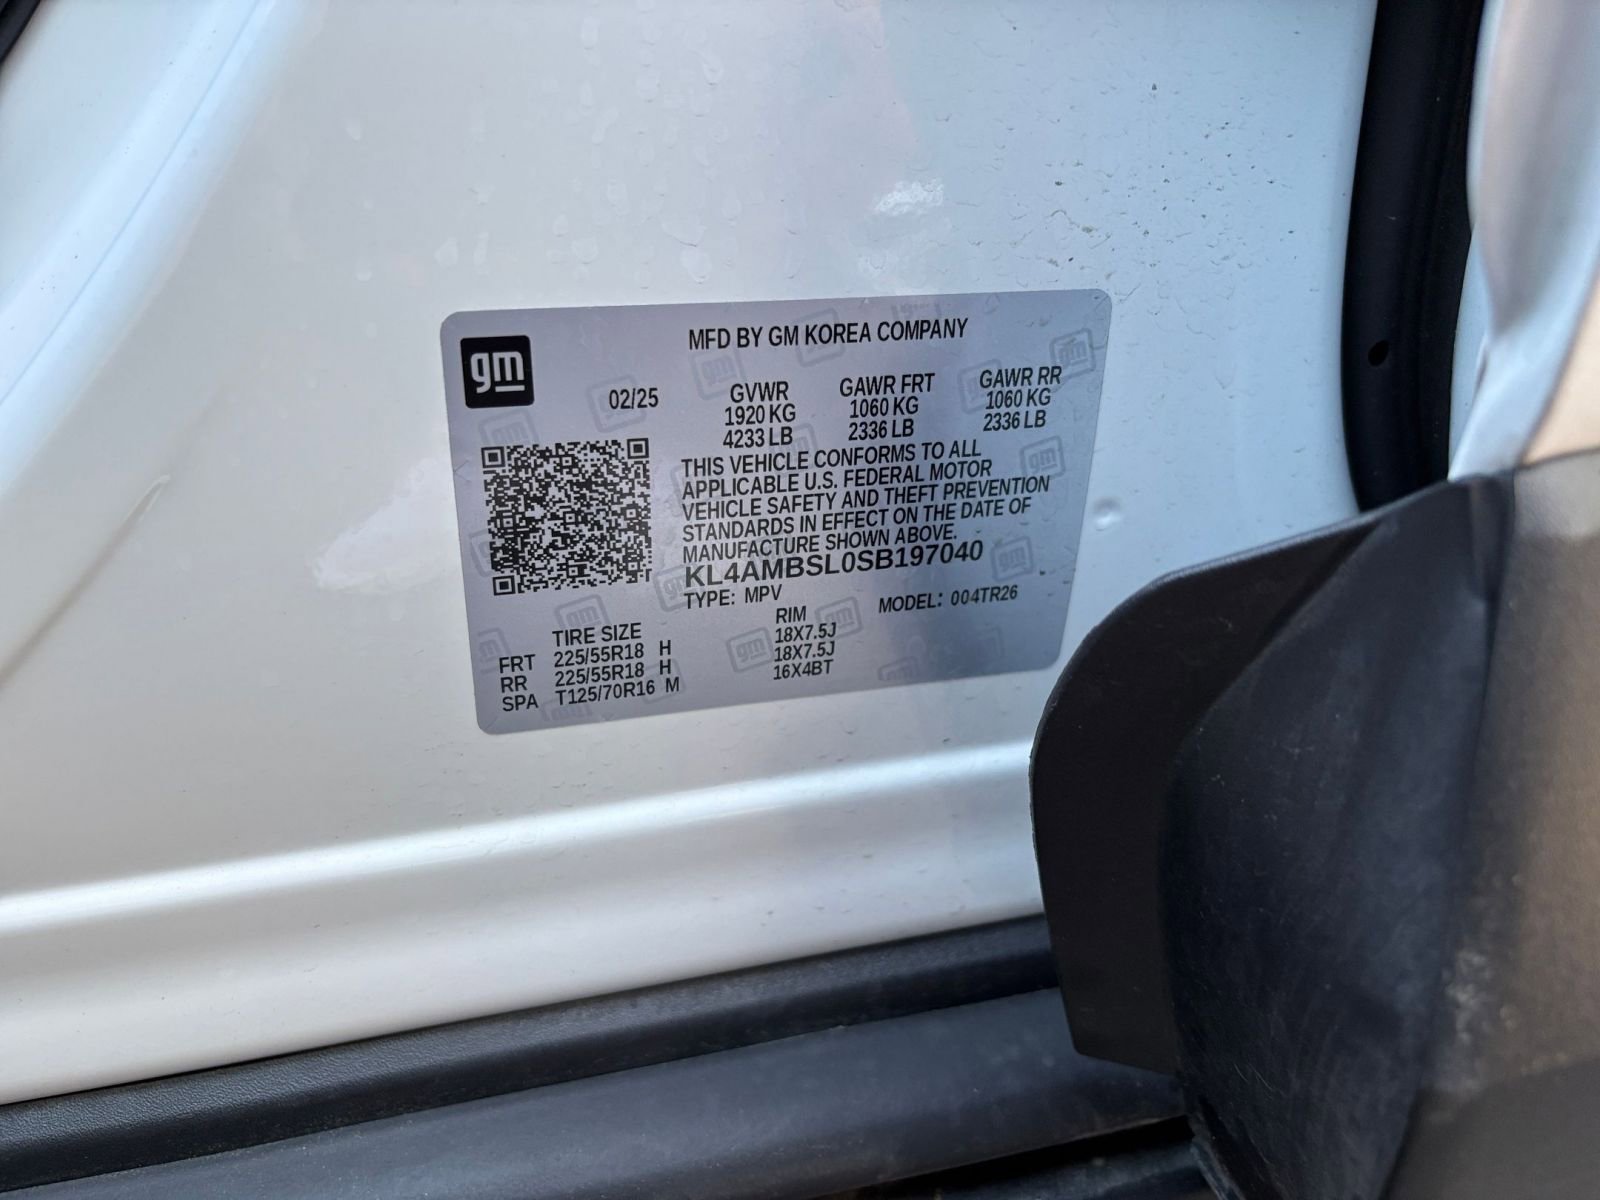 gm
MFD BY GM KOREA COMPANY
02/25
GVWR GAWR FRT GAWR RR
1920 KG 1060 KG 1060 KG
4233 LB 2336 LB 2336 LB
THIS VEHICLE CONFORMS TO ALL
APPLICABLE U.S. FEDERAL MOTOR
VEHICLE SAFETY AND THEFT PREVENTION
STANDARDS IN EFFECT ON THE DATE OF
MANUFACTURE SHOWN ABOVE.
KL4AMBSL0SB197040
TYPE: MPV MODEL: 004TR26
TIRE SIZE RIM
FRT 225/55R18 H 18X7.5J
RR 225/55R18 H 18X7.5J
SPA T125/70R16 M 16X4BT